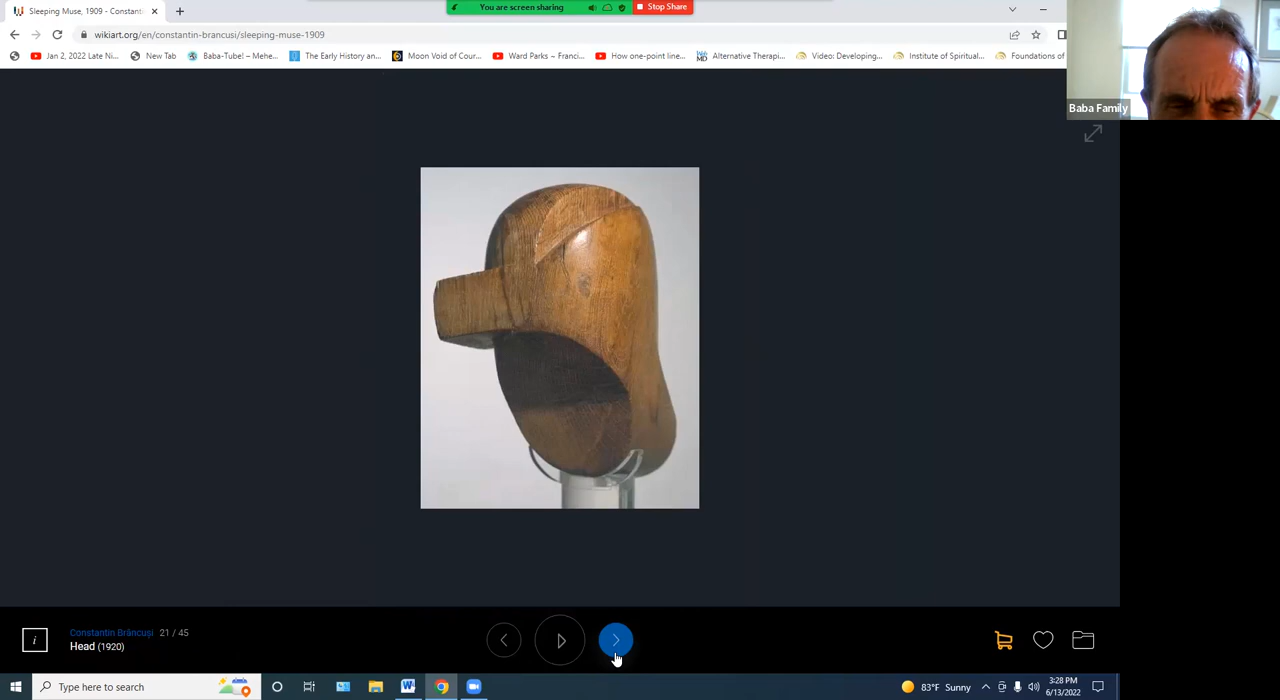 You are screen sharing
Stop Share
Sleeping Muse, 1909 - Constanti
wikiart.org/en/constantin-brancusi/sleeping-muse-1909
Jan 2, 2022 Late Ni...
New Tab
Baba-Tube! – Mehe...
The Early History an...
Moon Void of Cour...
Ward Parks – Franci...
How one-point line...
Alternative Therapi...
Video: Developing...
Institute of Spiritual...
Foundations of
Baby Family
Constantin Brâncuși 21 / 45
Head (1920)
Type here to search
83°F Sunny
3:28 PM
6/13/2022